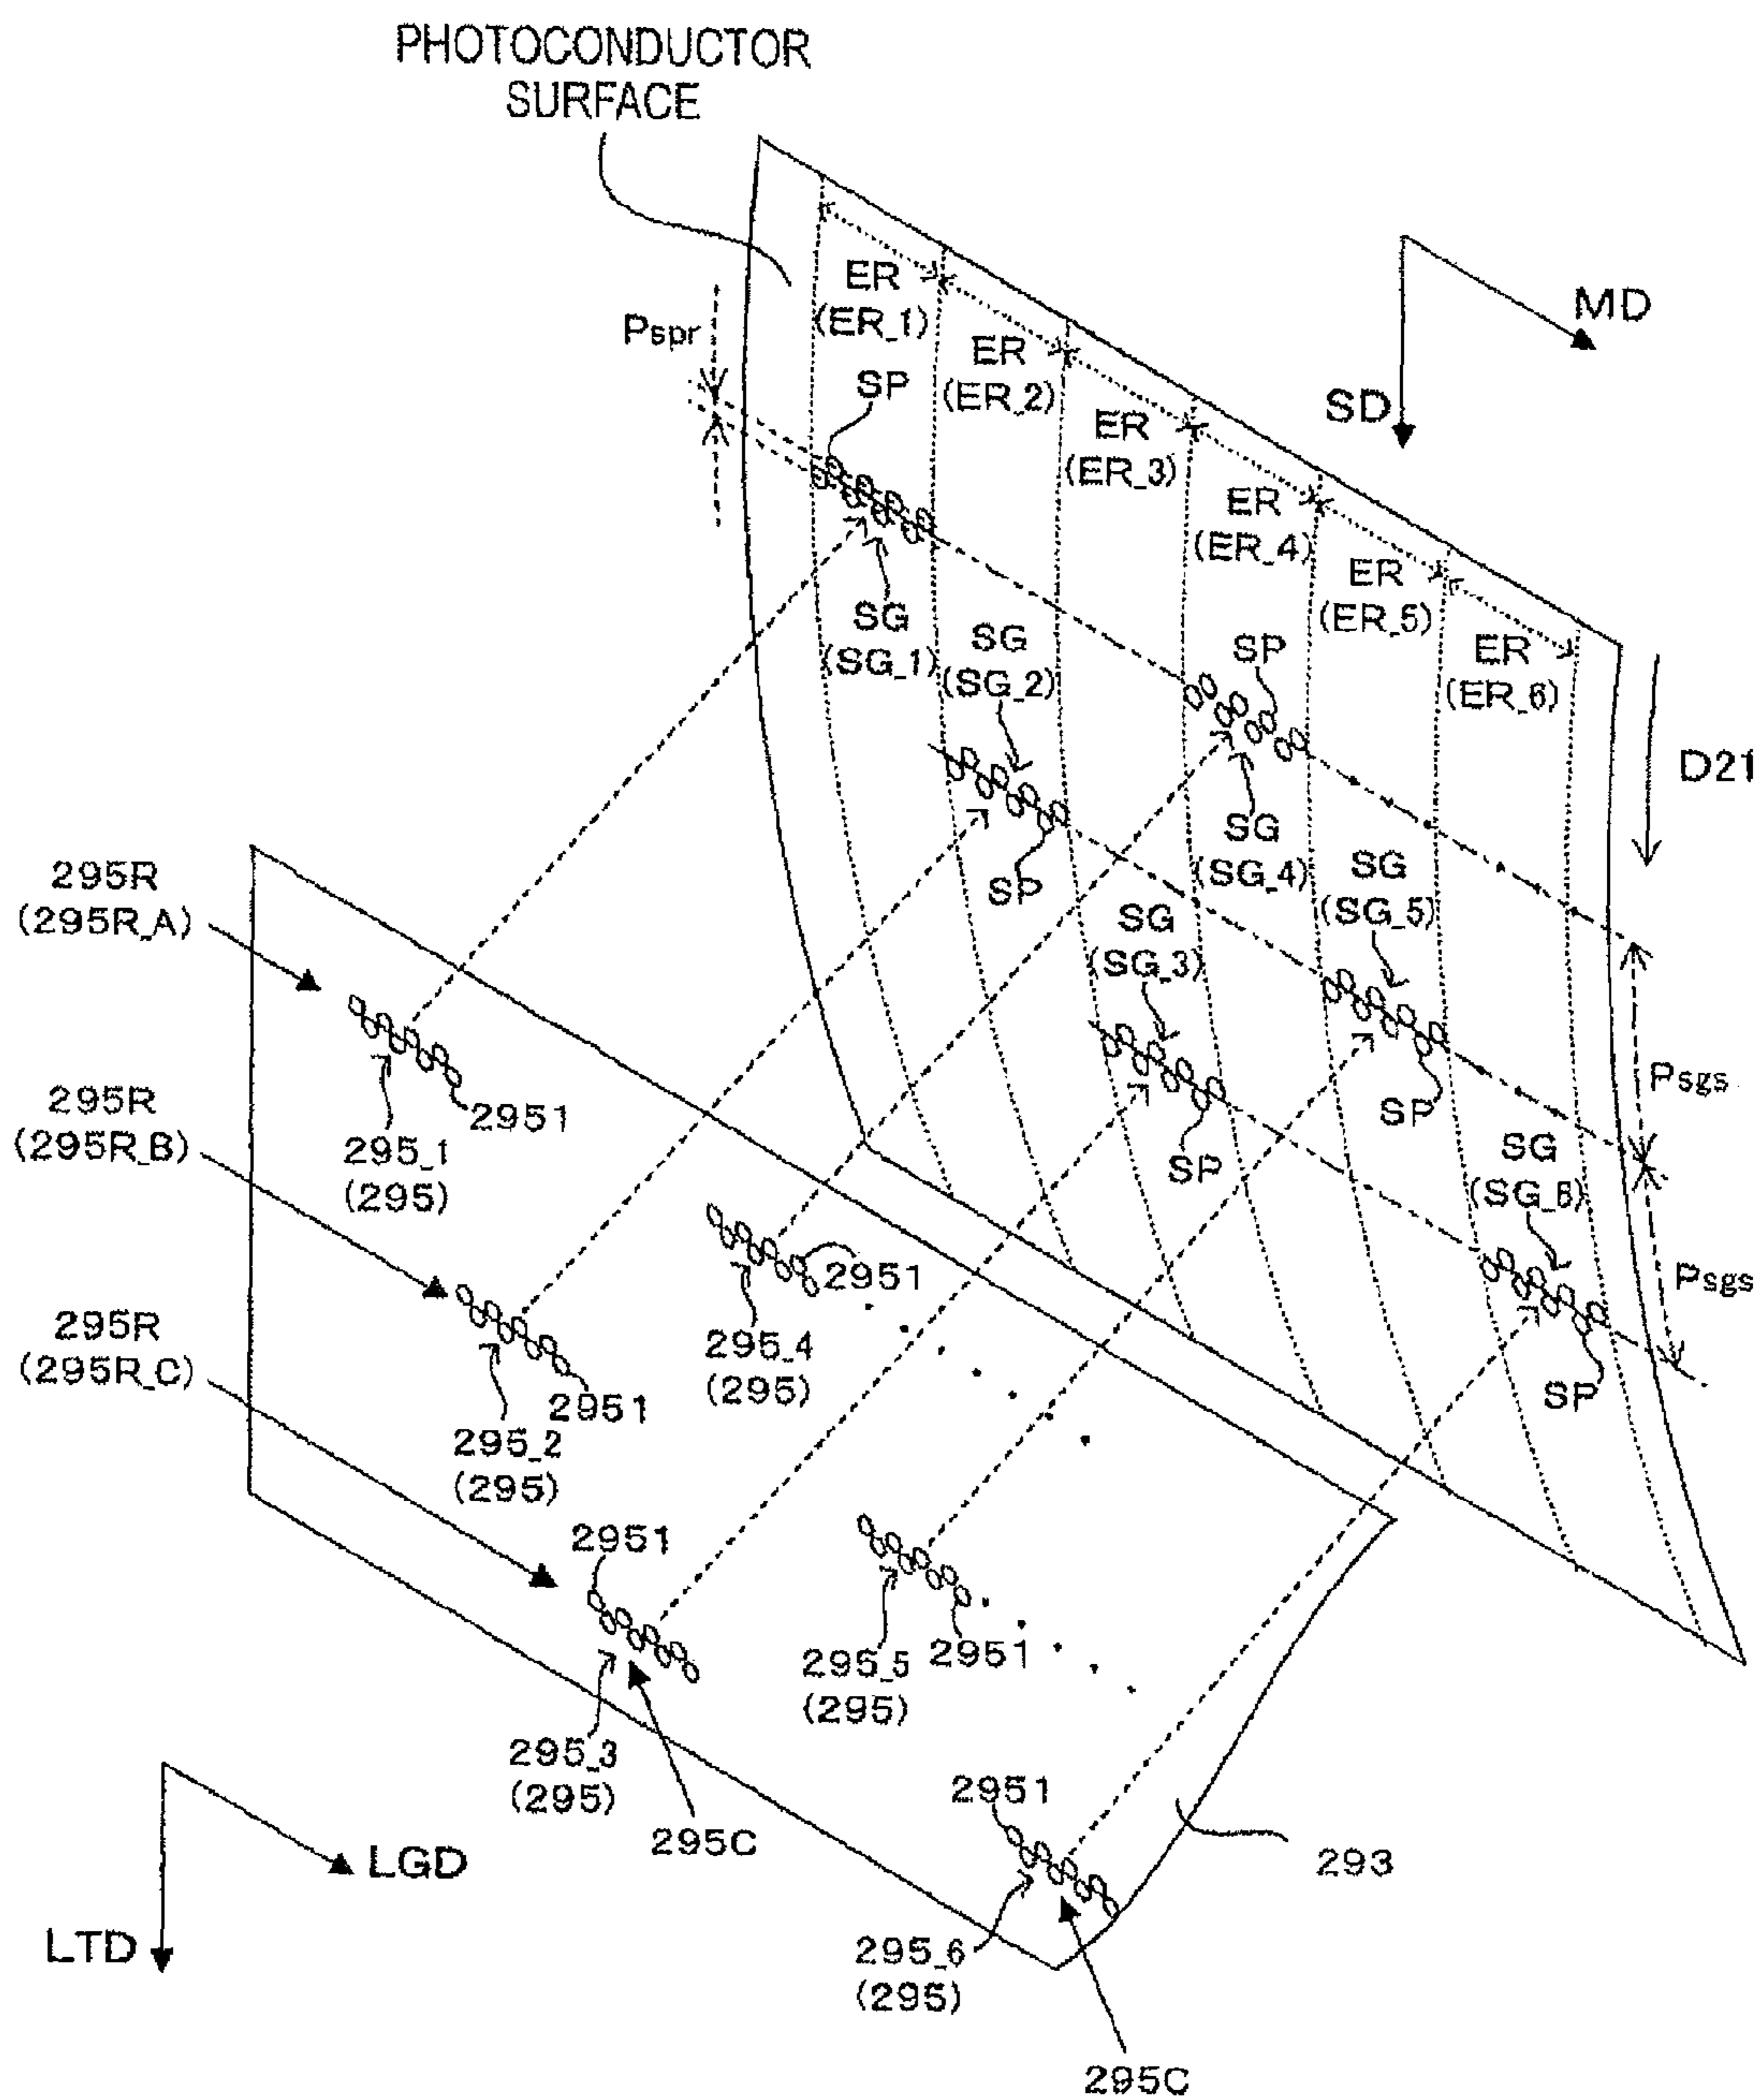 PHOTOCONDUCTOR
SURFACE
ER
(ER_1)
MD
Pspr
ER
(ER_2)
SP
SD
ER
(ER_3)
ER
(ER_4)
ER
(ER_5)
SG
(SG_1)
SG
(SG_2)
SP
ER
(ER_6)
D21
SG
(SG_4)
SP
SG
(SG_5)
295R
(295R_A)
SG
(SG_3)
Psgs
295R
(295R_B)
2951
295_1
(295)
SP
SP
SG
(SG_6)
Psgs
2951
295R
(295R_C)
295_4
(295)
SP
2951
295_2
(295)
2951
295_5
(295)
2951
295_3
(295)
295C
2951
293
LGD
LTD
295_6
(295)
295C